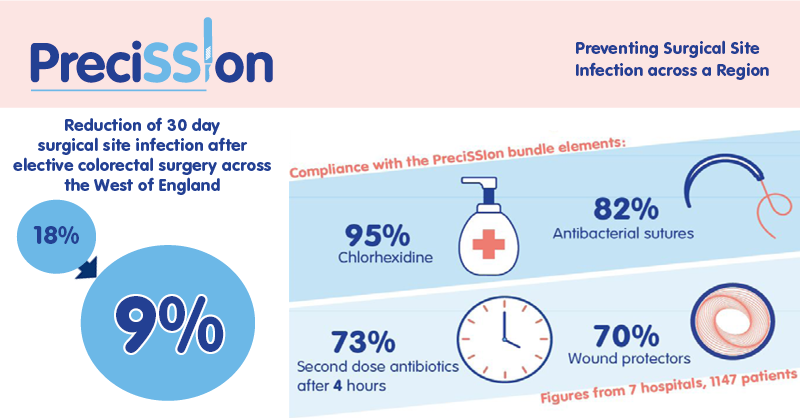 PreciSSIon
Preventing Surgical Site
Infection across a Region
Reduction of 30 day
surgical site infection after
elective colorectal surgery across
the West of England
18%
9%
Compliance with the PreciSSIon bundle elements:
95%
Chlorhexidine
82%
Antibacterial sutures
73%
Second dose antibiotics
after 4 hours
70%
Wound protectors
Figures from 7 hospitals, 1147 patients